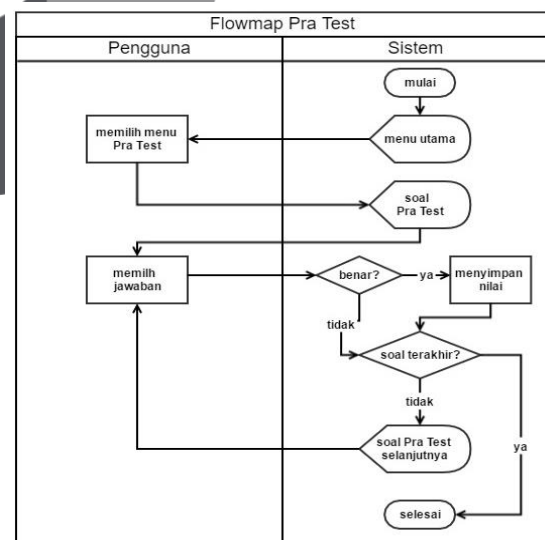 Flowmap Pra Test
Pengguna
Sistem
mulai
memilih menu
Pra Test
menu utama
soal
Pra Test
memilh
jawaban
benar?
ya
menyimpan
nilai
tidak
soal terakhir?
tidak
soal Pra Test
selanjutnya
ya
selesai